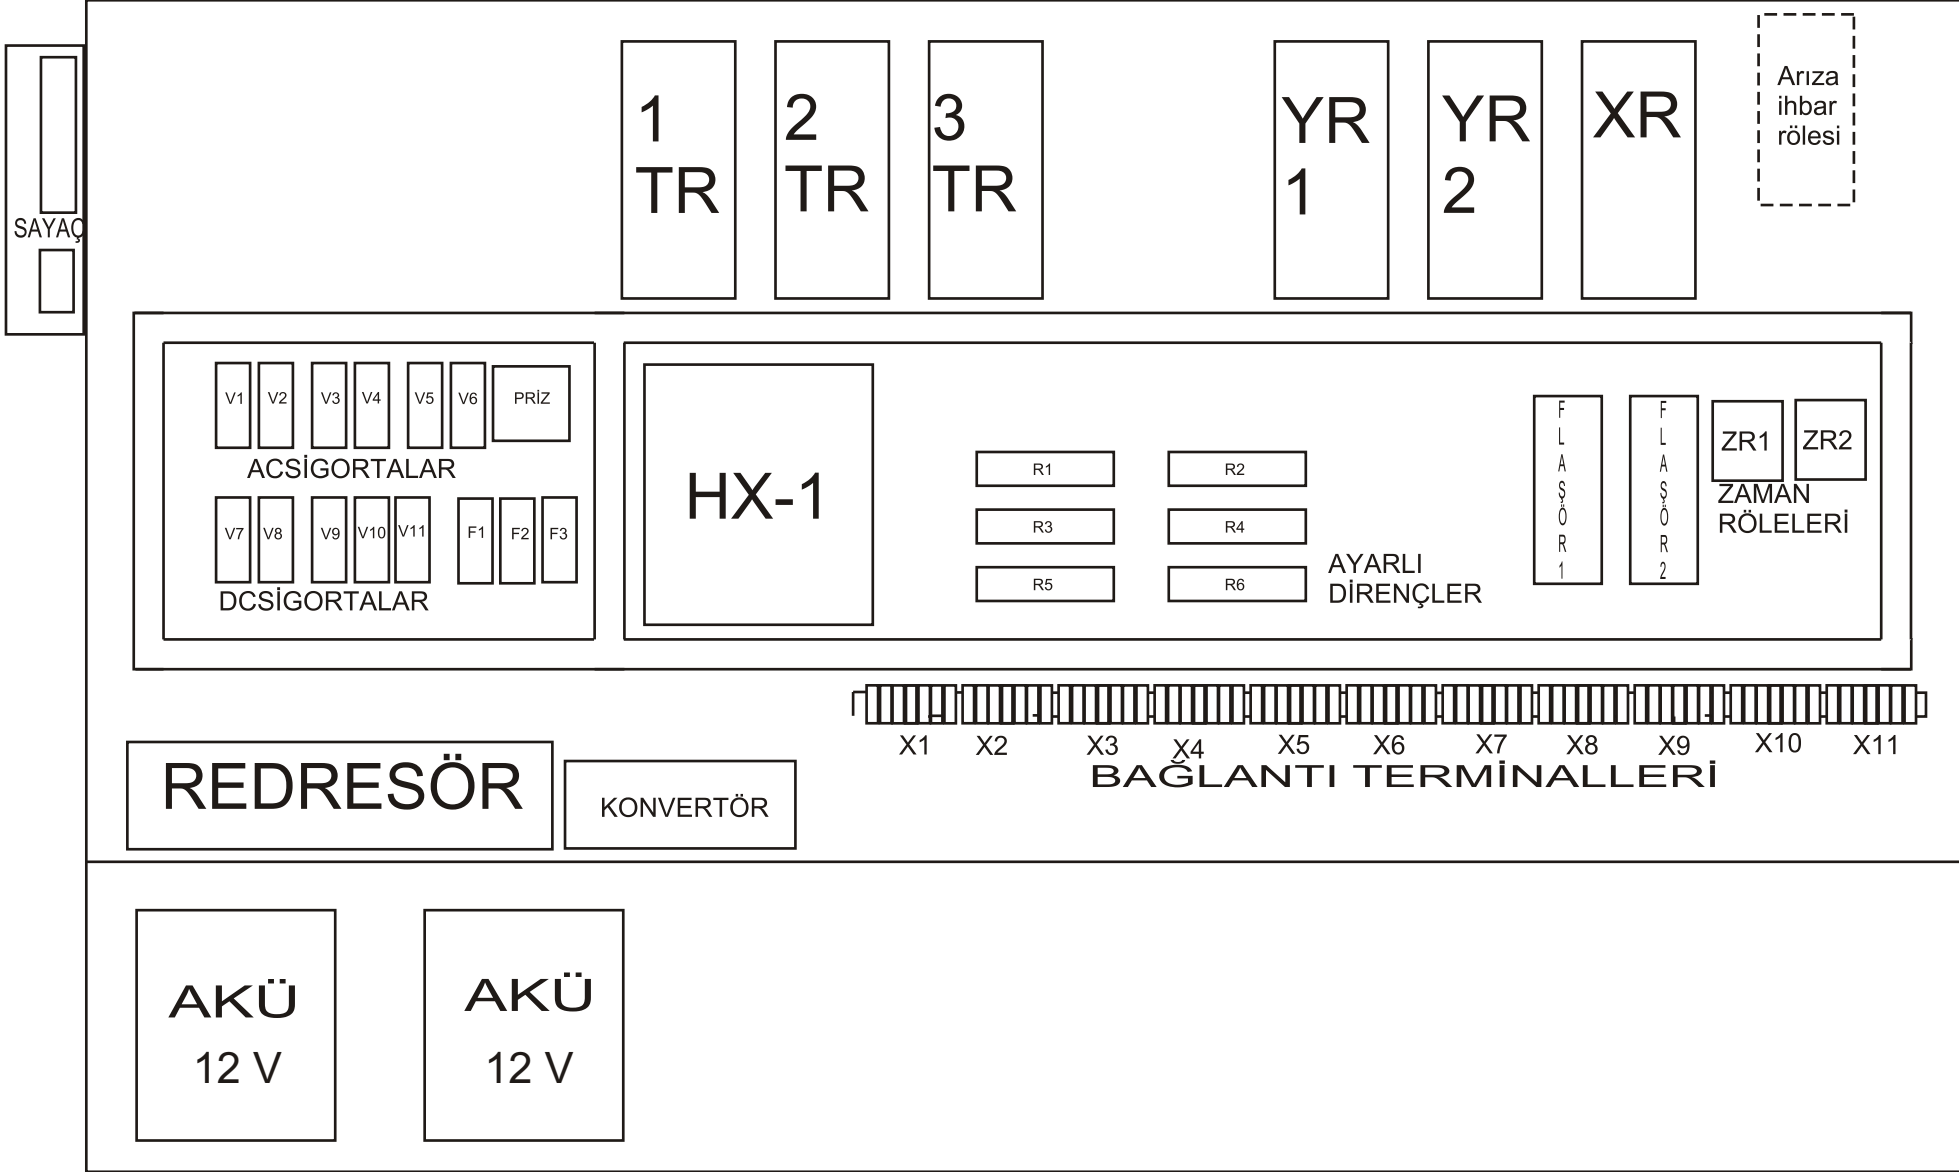 SAYAÇ
1
TR
2
TR
3
TR
YR
1
YR
2
XR
Arıza
ihbar
rölesi
V1
V2
V3
V4
V5
V6
PRİZ
ACSİGORTALAR
V7
V8
V9
V10
V11
F1
F2
F3
DCSİGORTALAR
HX-1
R1
R2
R3
R4
R5
R6
AYARLI
DİRENÇLER
FLAŞÖR1
FLAŞÖR2
ZR1
ZR2
ZAMAN
RÖLELERİ
X1
X2
X3
X4
X5
X6
X7
X8
X9
X10
X11
BAĞLANTI TERMİNALLERİ
REDRESÖR
KONVERTÖR
AKÜ
12 V
AKÜ
12 V